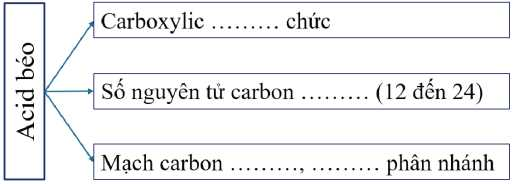 Acid béo
Carboxylic ……… chức
Số nguyên tử carbon ……… (12 đến 24)
Mạch carbon ………, ……… phân nhánh